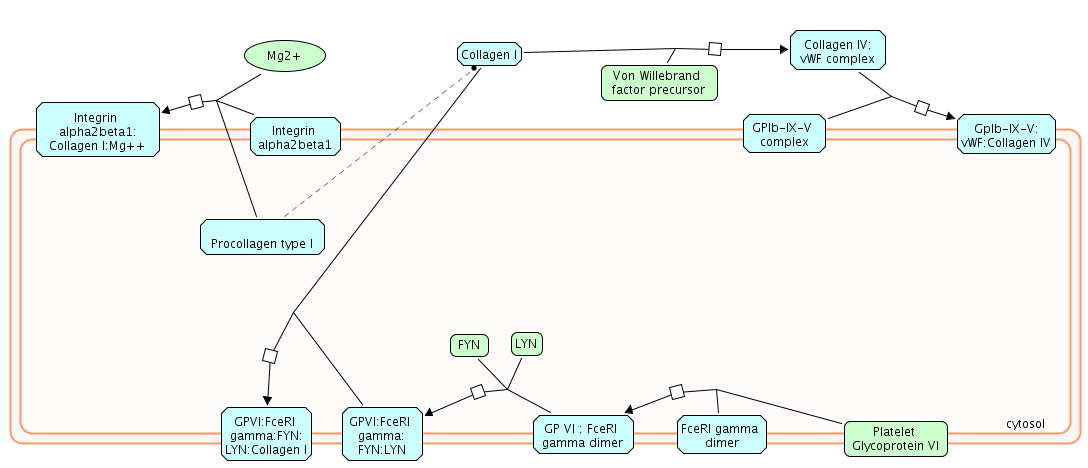 Mg2+
Collagen I
Collagen IV:
vWF complex
Von Willebrand
factor precursor
Integrin
alpha2beta1:
Collagen I:Mg++
Integrin
alpha2beta1
GPIb-IX-V
complex
GpIb-IX-V:
vWF:Collagen IV
Procollagen type I
FYN
LYN
GPVI:FceRI
gamma:FYN:
LYN:Collagen I
GPVI:FceRI
gamma:
FYN:LYN
GP VI : FceRI
gamma dimer
FceRI gamma
dimer
Platelet
Glycoprotein VI
cytosol